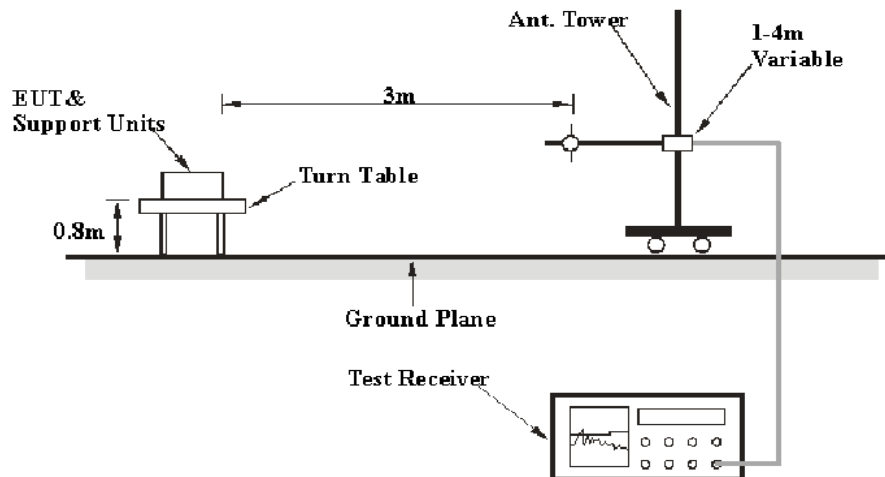 Ant. Tower
1-4m
Variable
3m
EUT&
Support Units
Turn Table
0.8m
Ground Plane
Test Receiver